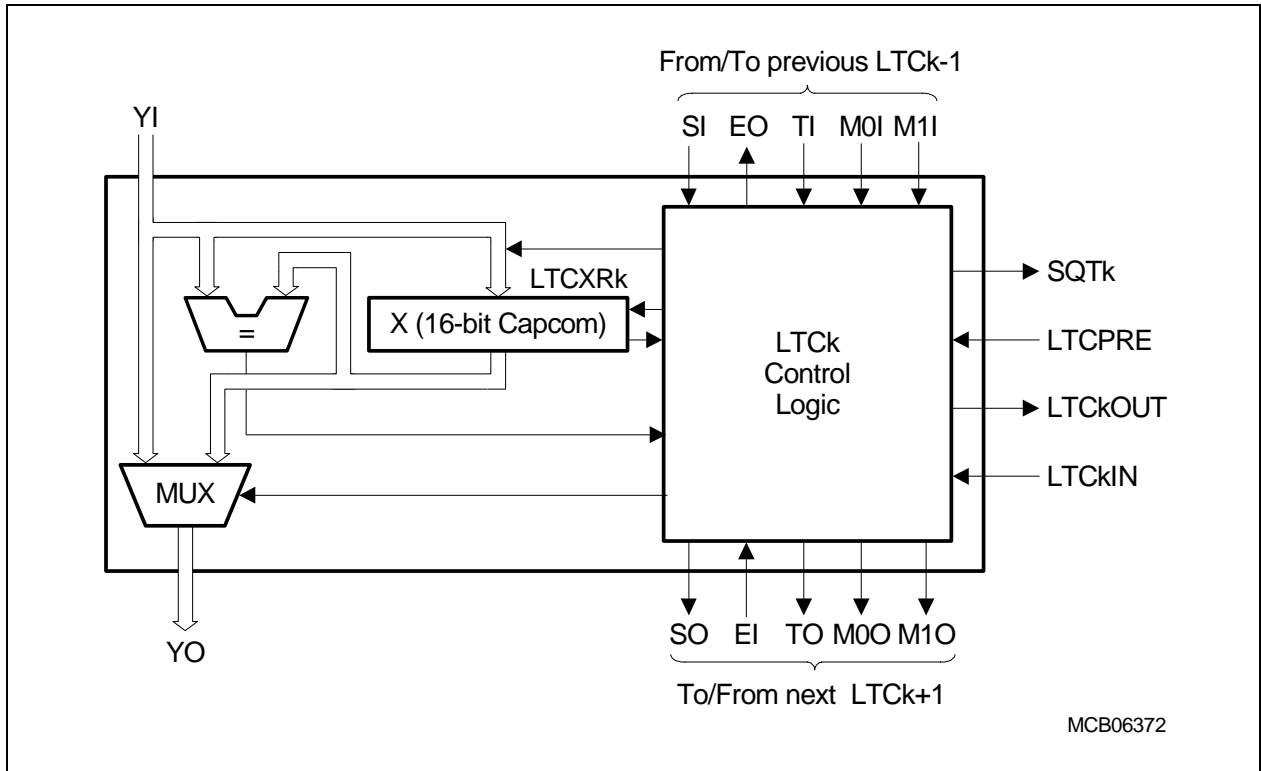 From/To previous LTCk-1
YI
SI EO TI M0I M1I
LTCXRk
SQTk
X (16-bit Capcom)
=
LTCk
Control
Logic
LTCPRE
LTCkOUT
LTCkIN
MUX
SO EI TO M0O M1O
YO
To/From next LTCk+1
MCB06372